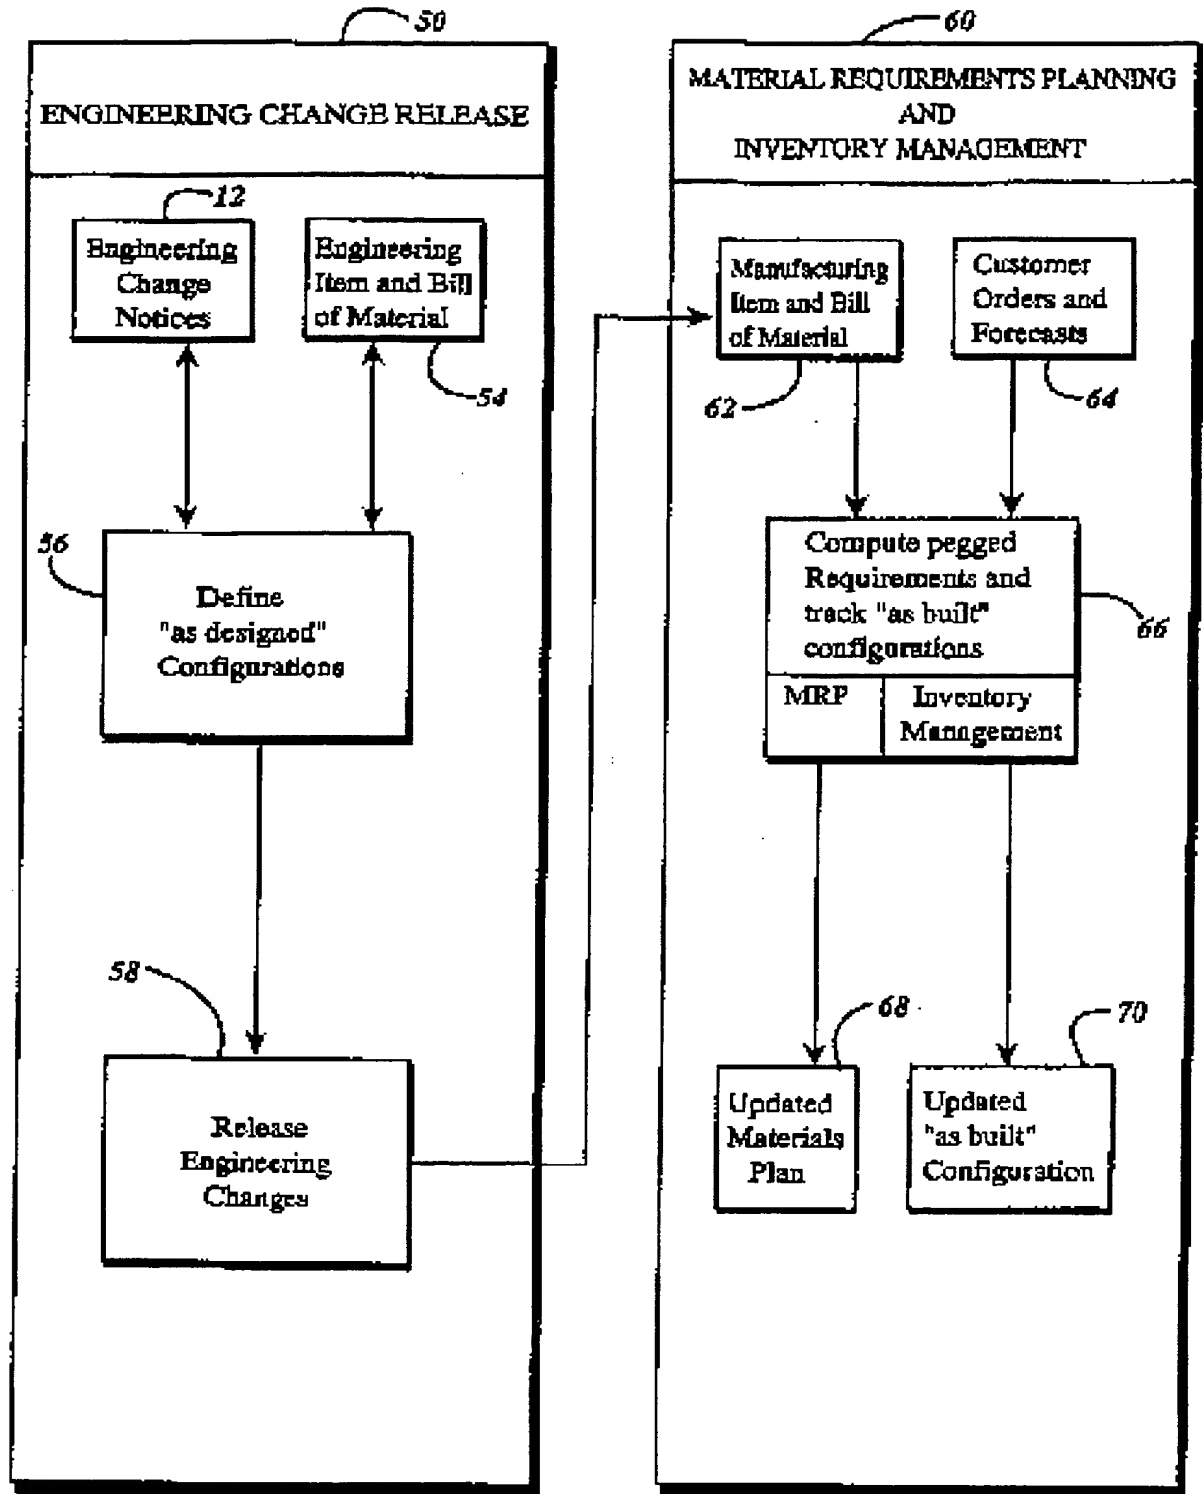 50
ENGINEERING CHANGE RELEASE
12
Engineering
Change
Notices
Engineering
Item and Bill
of Material
54
56
Define
"as designed"
Configurations
58
Release
Engineering
Changes
60
MATERIAL REQUIREMENTS PLANNING
AND
INVENTORY MANAGEMENT
Manufacturing
Item and Bill
of Material
62
Customer
Orders and
Forecasts
64
Compute pegged
Requirements and
track "as built"
configurations
66
MRP
Inventory
Management
68
Updated
Materials
Plan
70
Updated
"as built"
Configuration